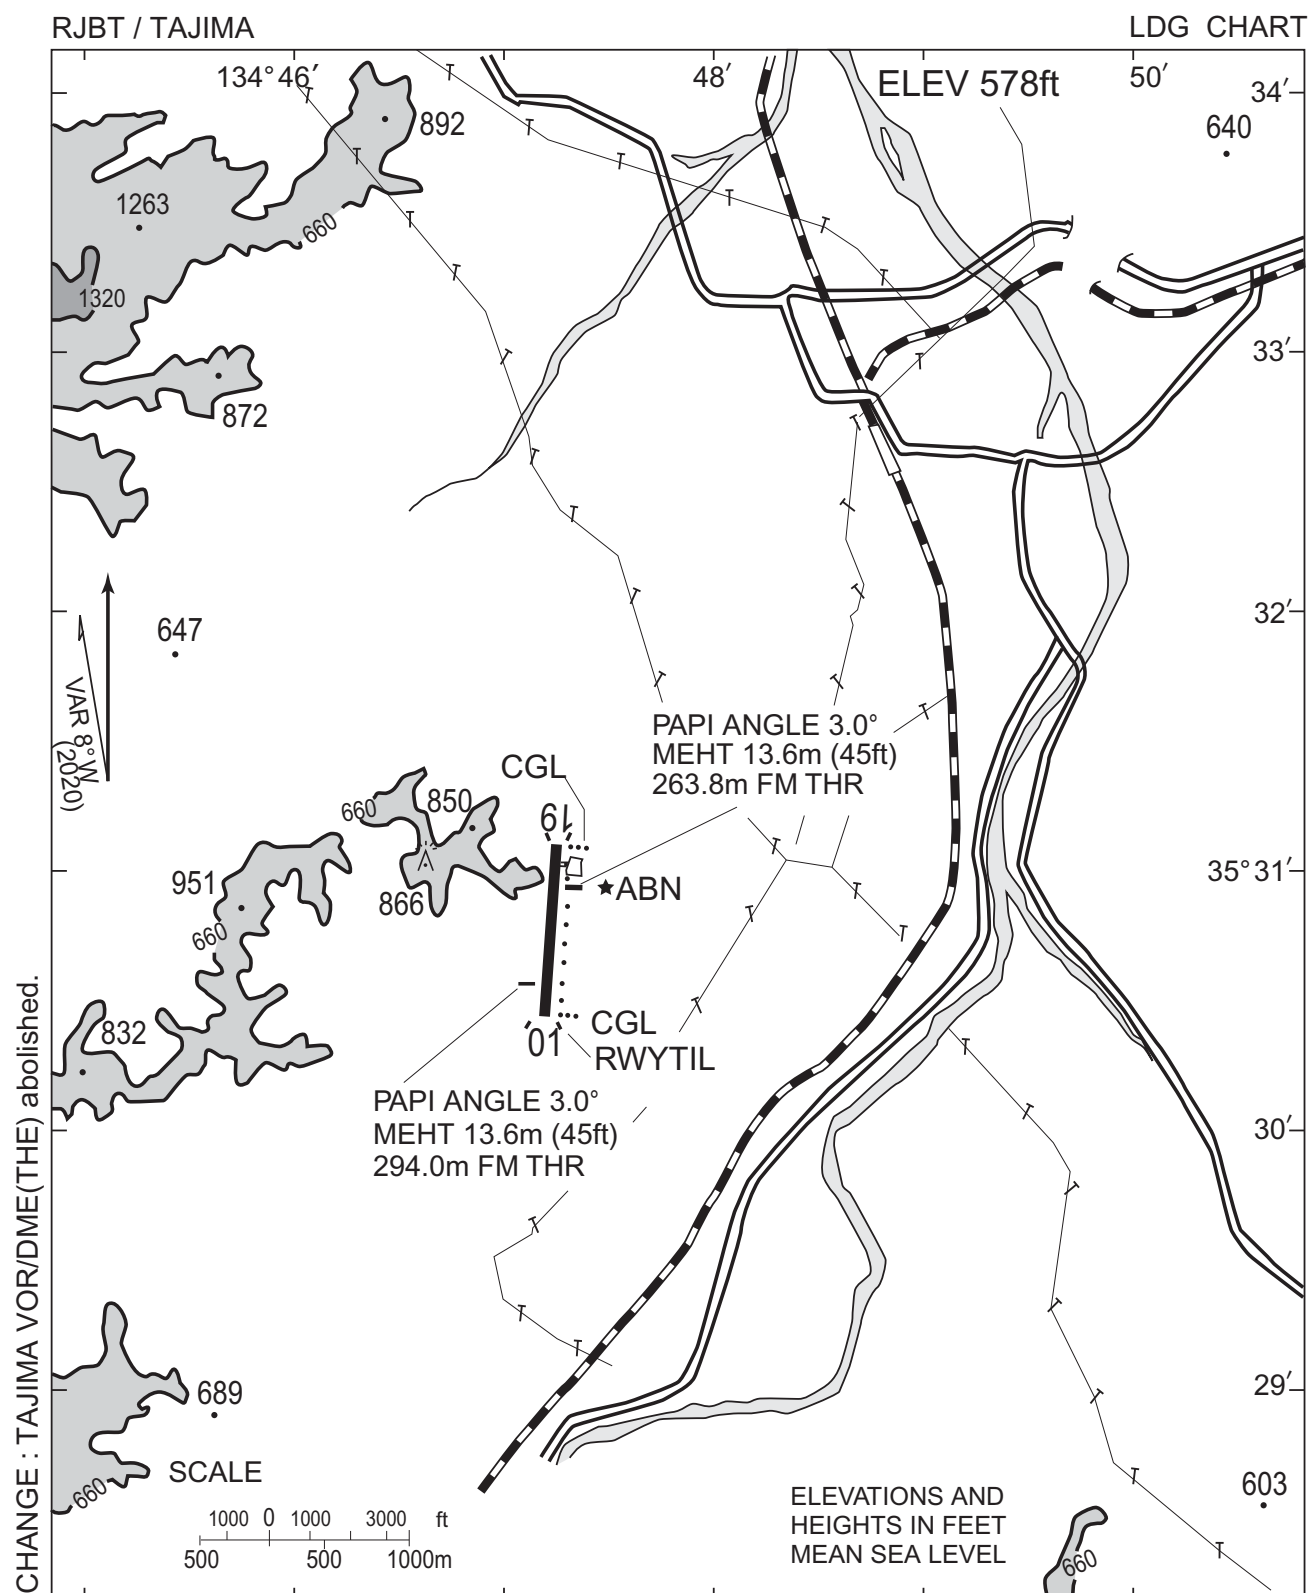 RJBT / TAJIMA
LDG CHART
134°46′
48′
50′
34′
ELEV 578ft
640
892
1263
660
1320
33′
872
32′
647
VAR 8°W
(2020)
PAPI ANGLE 3.0°
MEHT 13.6m (45ft)
263.8m FM THR
CGL
660
850
19
951
866
ABN
35°31′
660
832
CGL
01
RWYTIL
PAPI ANGLE 3.0°
MEHT 13.6m (45ft)
294.0m FM THR
30′
29′
689
660
SCALE
1000 0 1000 3000 ft
500 500 1000m
ELEVATIONS AND
HEIGHTS IN FEET
MEAN SEA LEVEL
603
660
CHANGE : TAJIMA VOR/DME(THE) abolished.